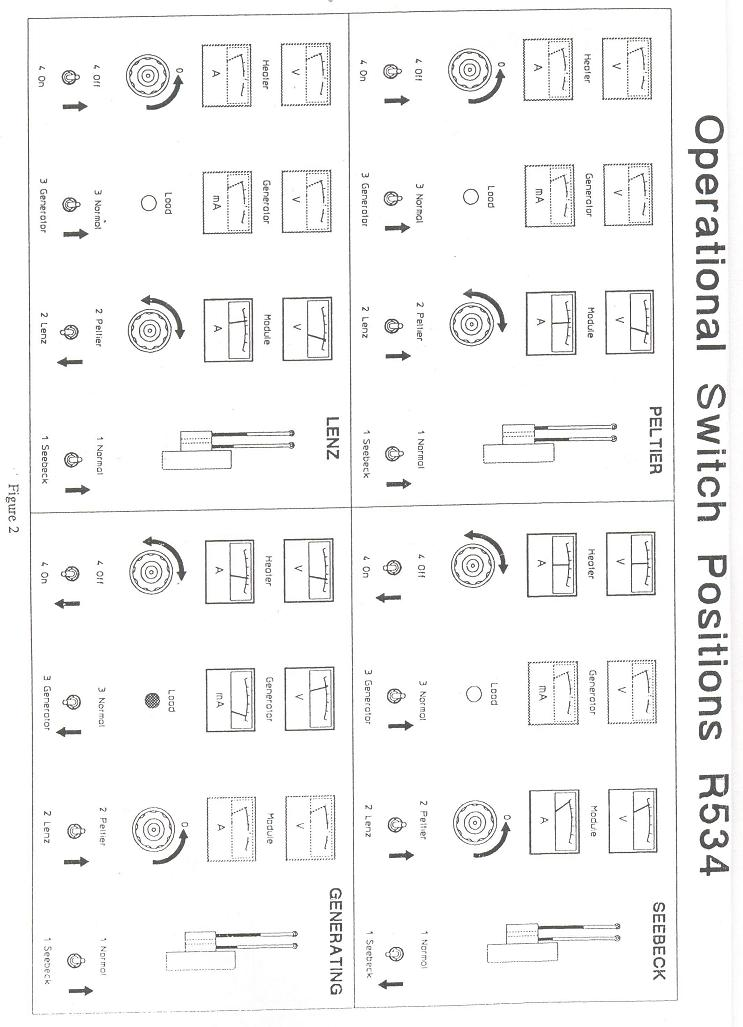 Operational Switch Positions R534
PELTIER
V V V
Heater Generator Module
A mA A
0 Load
4 Off 3 Normal 2 Peltier 1 Normal
4 On 3 Generator 2 Lenz 1 Seebeck
SEEBECK
V V V
Heater Generator Module
A mA A
Load 0
4 Off 3 Normal 2 Peltier 1 Normal
4 On 3 Generator 2 Lenz 1 Seebeck
LENZ
V V V
Heater Generator Module
A mA A
0 Load
4 Off 3 Normal 2 Peltier 1 Normal
4 On 3 Generator 2 Lenz 1 Seebeck
GENERATING
V V V
Heater Generator Module
A mA A
Load 0
4 Off 3 Normal 2 Peltier 1 Normal
4 On 3 Generator 2 Lenz 1 Seebeck
Figure 2